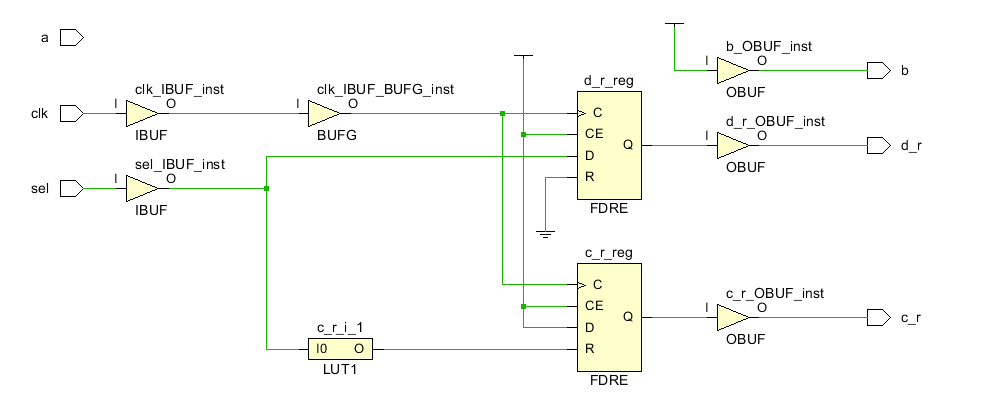 a
clk
I
clk_IBUF_inst
O
IBUF
I
clk_IBUF_BUFG_inst
O
BUFG
sel
I
sel_IBUF_inst
O
IBUF
c_r_i_1
I0 O
LUT1
d_r_reg
C
CE
D
R
Q
FDRE
c_r_reg
C
CE
D
R
Q
FDRE
b_OBUF_inst
I O
OBUF
b
d_r_OBUF_inst
I O
OBUF
d_r
c_r_OBUF_inst
I O
OBUF
c_r